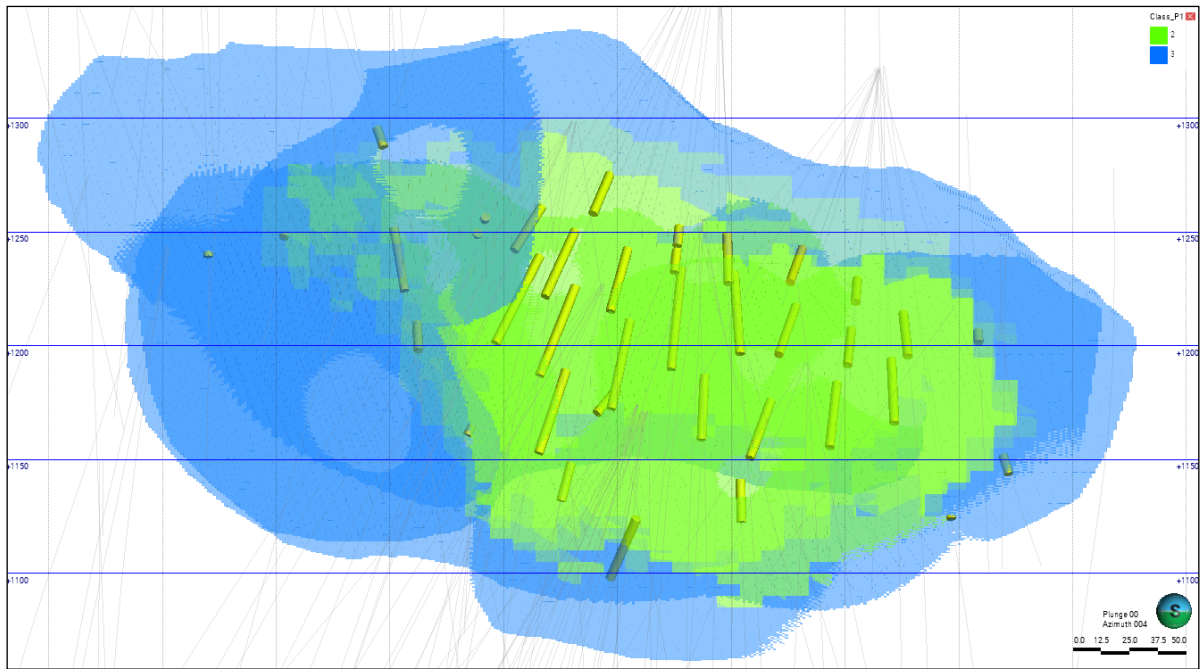 Class_P1
2
3
+1300 +1300
+1250 +1250
+1200 +1200
+1150 +1150
+1100 +1100
S
Plunge 00
Azimuth 004
0.0 12.5 25.0 37.5 50.0